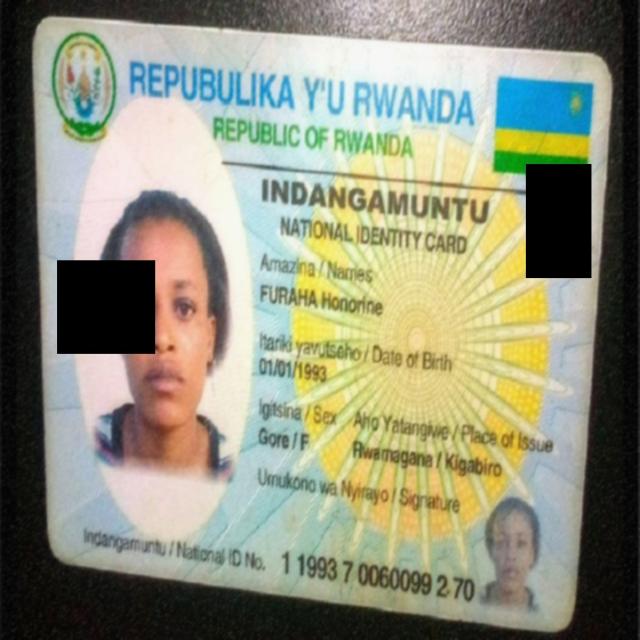 REPUBULIKA Y'U RWANDA
REPUBLIC OF RWANDA
INDANGAMUNTU
NATIONAL IDENTITY CARD
Amazina / Names
FURAHA Honorine
Itariki yavutseho / Date of Birth
01/01/1993
Igitsina / Sex Aho Yatangiwe / Place of Issue
Gore / F Rwamagana / Kigabiro
Umukono wa Nyirayo / Signature
Indangamuntu / National ID No. 1 1993 7 0060099 2 70